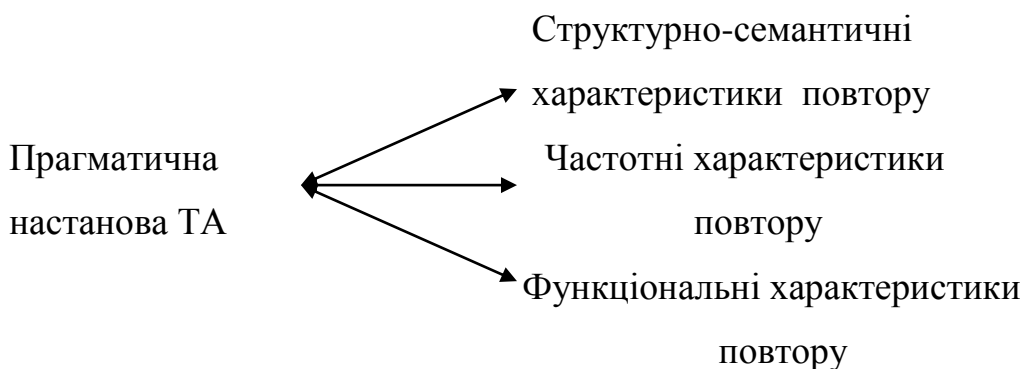 Структурно-семантичні
характеристики повтору
Прагматична
настанова ТА
Частотні характеристики
повтору
Функціональні характеристики
повтору